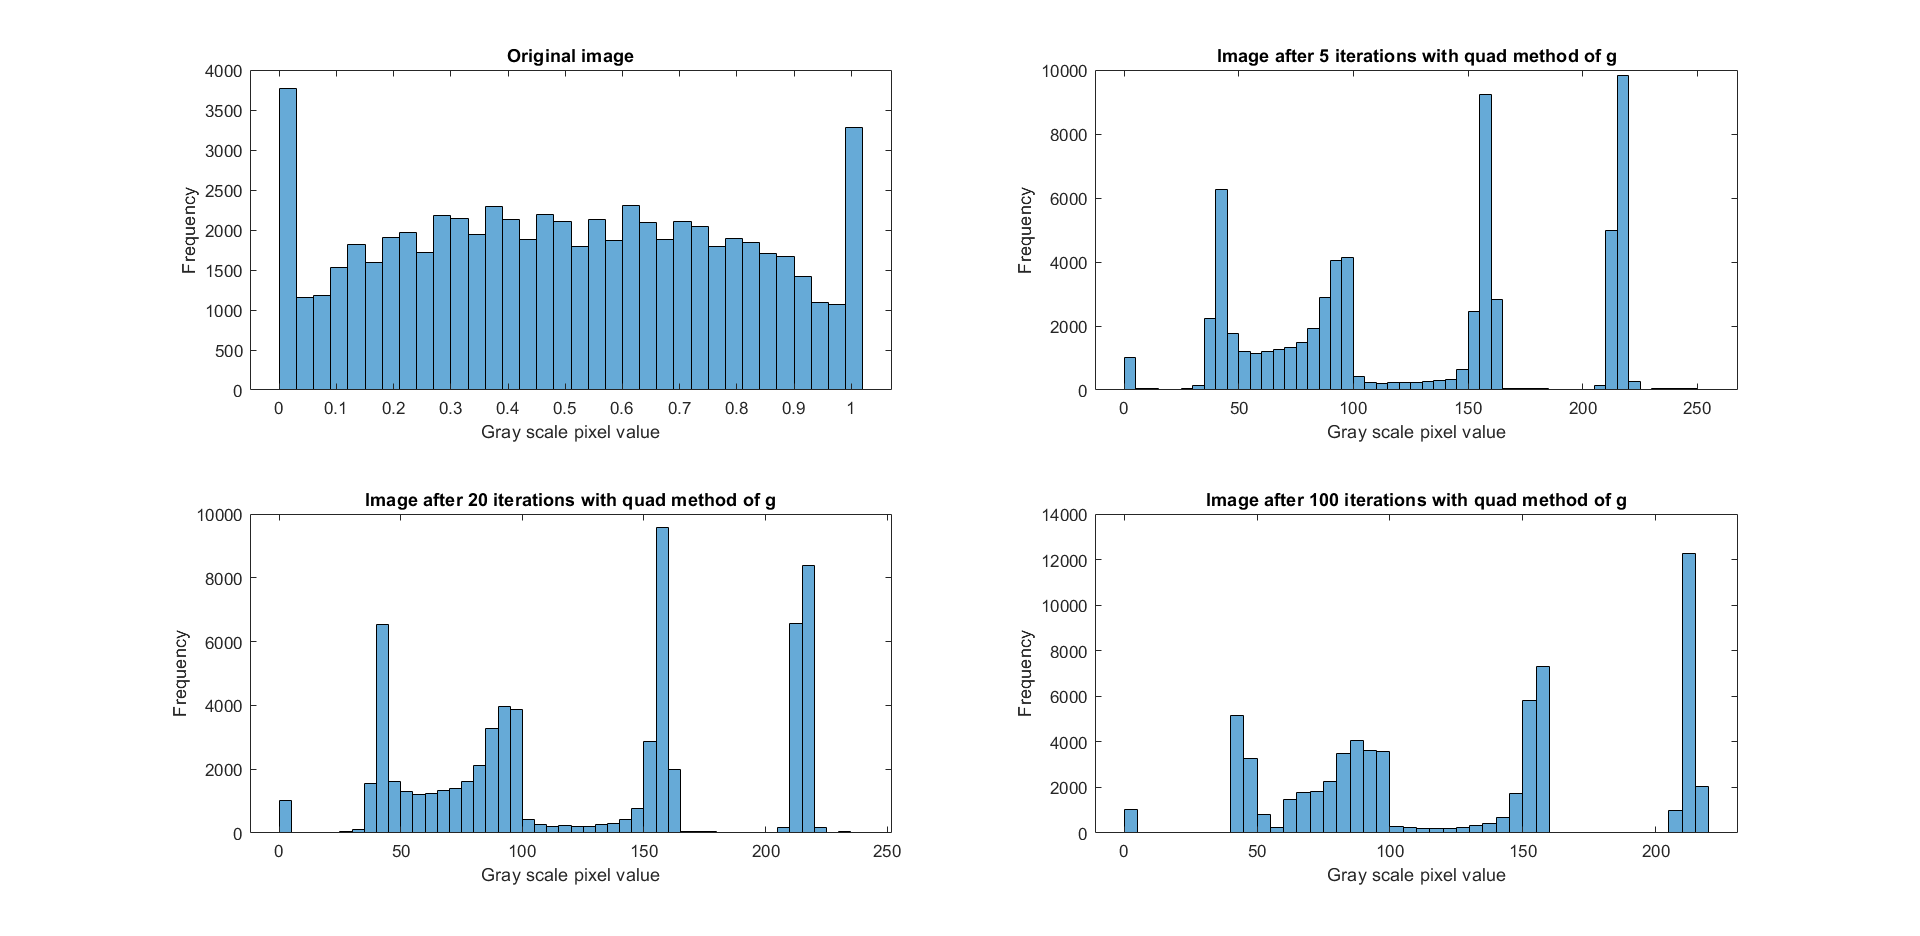 Original image
4000
3500
3000
2500
2000
1500
1000
500
0
Frequency
0 0.1 0.2 0.3 0.4 0.5 0.6 0.7 0.8 0.9 1
Gray scale pixel value
Image after 5 iterations with quad method of g
10000
8000
6000
4000
2000
0
Frequency
0 50 100 150 200 250
Gray scale pixel value
Image after 20 iterations with quad method of g
10000
8000
6000
4000
2000
0
Frequency
0 50 100 150 200 250
Gray scale pixel value
Image after 100 iterations with quad method of g
14000
12000
10000
8000
6000
4000
2000
0
Frequency
0 50 100 150 200
Gray scale pixel value